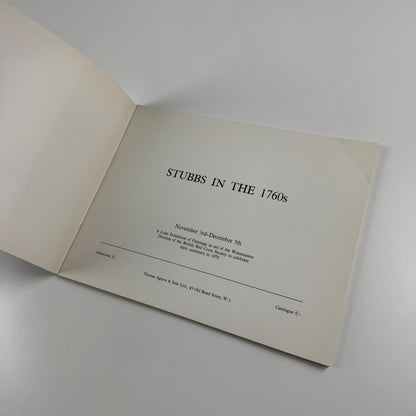 STUBBS IN THE 1760s
November 3rd–December 5th
A Loan Exhibition of Paintings in aid of the Westminster
Division of the British Red Cross Society to celebrate
their centenary in 1970
Admission 5/-
Thomas Agnew & Sons Ltd., 43 Old Bond Street, W.1.
Catalogue 5/-